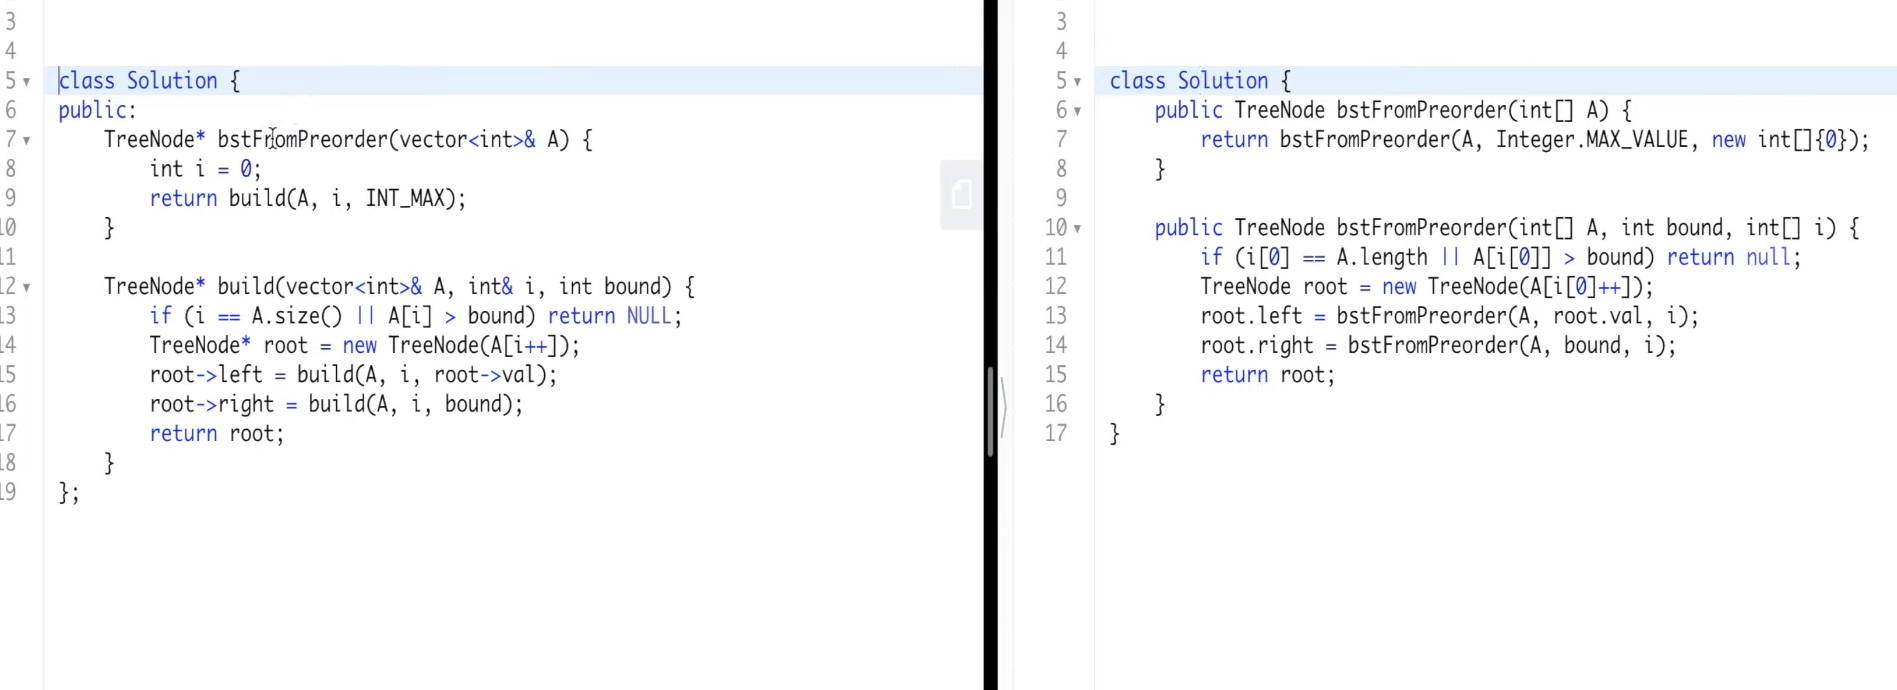 3
4
5 class Solution {
6 public:
7 TreeNode* bstFromPreorder(vector<int>& A) {
8 int i = 0;
9 return build(A, i, INT_MAX);
10 }
11
12 TreeNode* build(vector<int>& A, int& i, int bound) {
13 if (i == A.size() || A[i] > bound) return NULL;
14 TreeNode* root = new TreeNode(A[i++]);
15 root->left = build(A, i, root->val);
16 root->right = build(A, i, bound);
17 return root;
18 }
19 };
3
4
5 class Solution {
6 public TreeNode bstFromPreorder(int[] A) {
7 return bstFromPreorder(A, Integer.MAX_VALUE, new int[]{0});
8 }
9
10 public TreeNode bstFromPreorder(int[] A, int bound, int[] i) {
11 if (i[0] == A.length || A[i[0]] > bound) return null;
12 TreeNode root = new TreeNode(A[i[0]++]);
13 root.left = bstFromPreorder(A, root.val, i);
14 root.right = bstFromPreorder(A, bound, i);
15 return root;
16 }
17 }